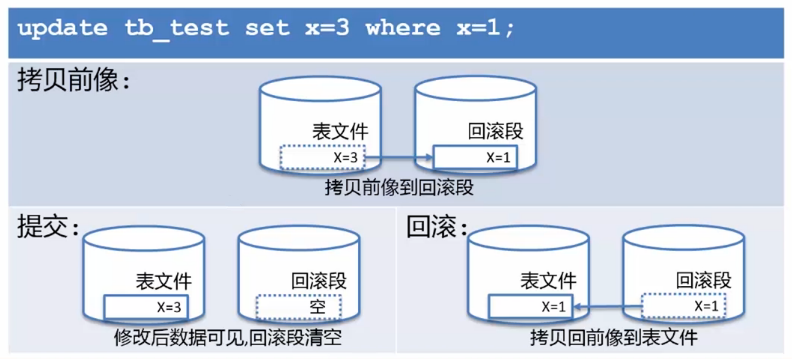 update tb_test set x=3 where x=1;
拷贝前像:
表文件 回滚段
X=3 X=1
拷贝前像到回滚段
提交:
表文件 回滚段
X=3 空
修改后数据可见,回滚段清空
回滚:
表文件 回滚段
X=1 X=1
拷贝回前像到表文件